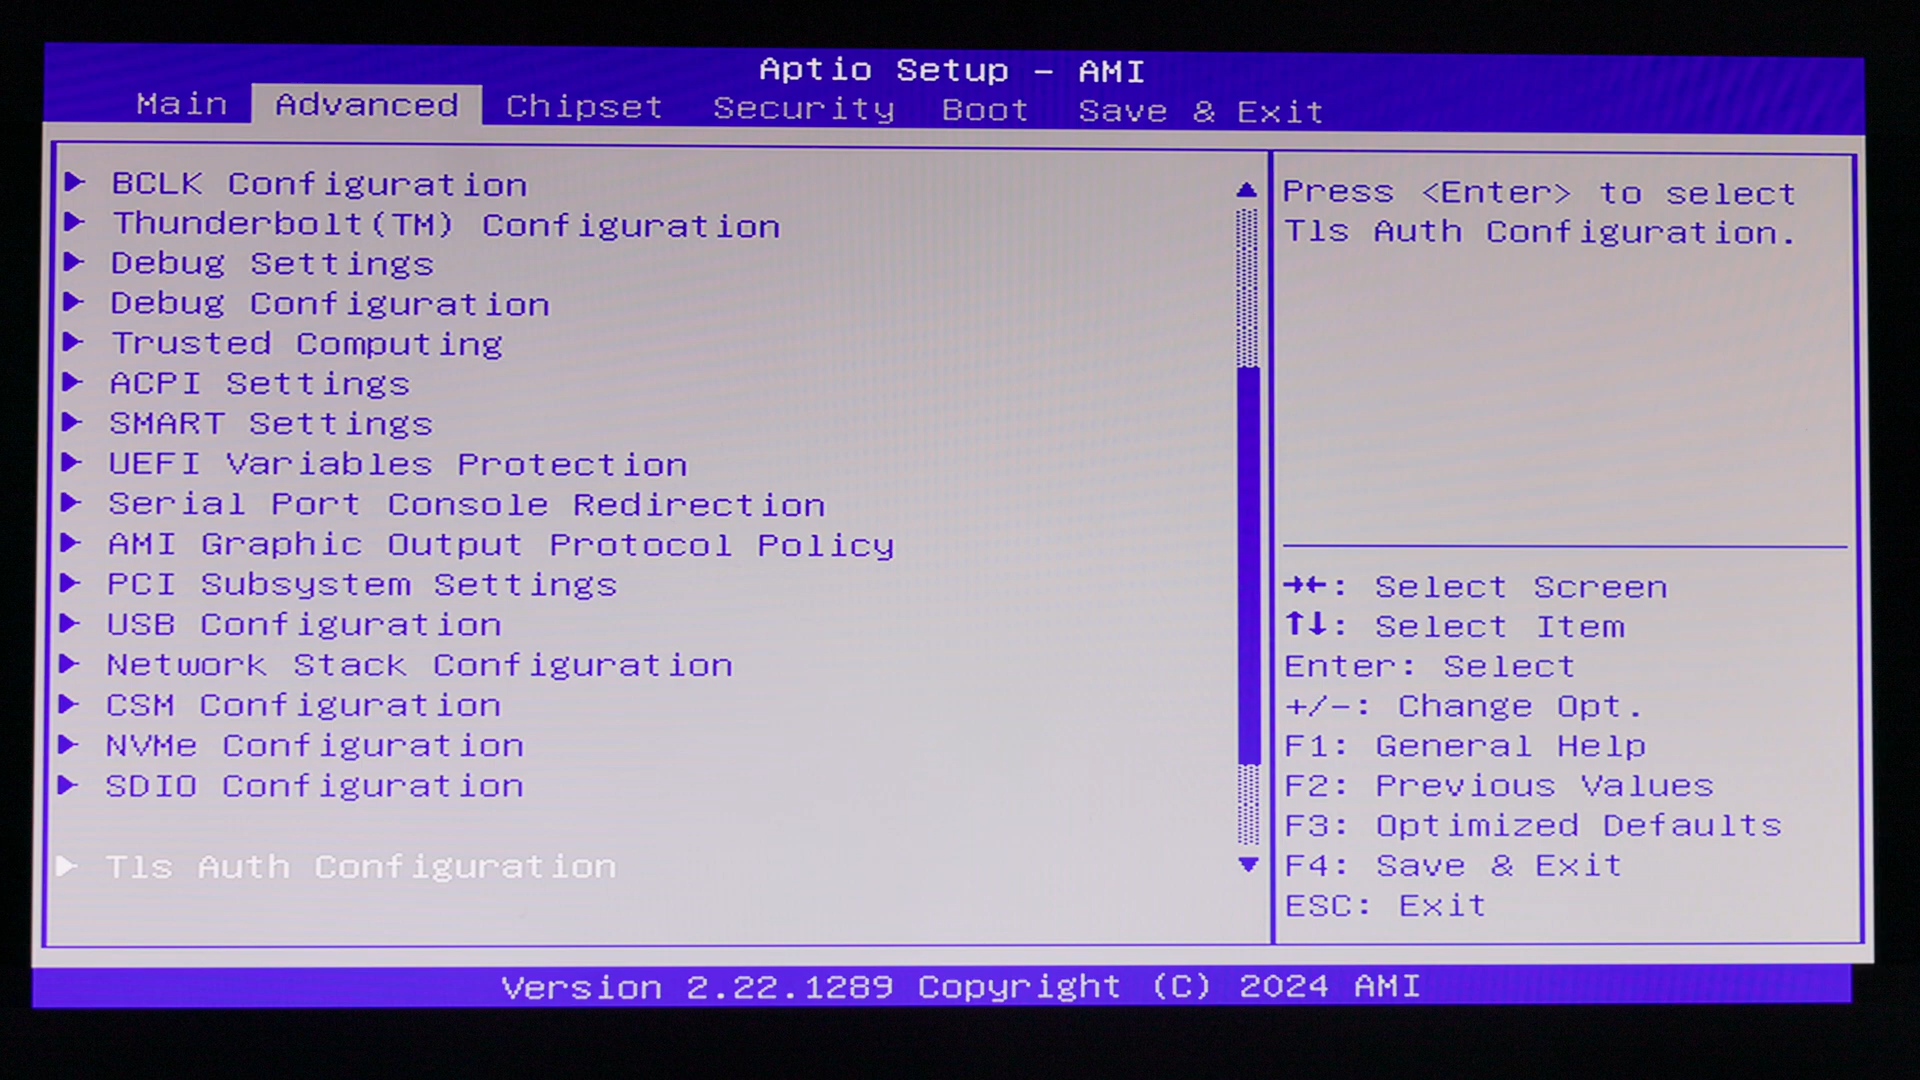 Aptio Setup - AMI
Main Advanced Chipset Security Boot Save & Exit
BCLK Configuration
Thunderbolt(TM) Configuration
Debug Settings
Debug Configuration
Trusted Computing
ACPI Settings
SMART Settings
UEFI Variables Protection
Serial Port Console Redirection
AMI Graphic Output Protocol Policy
PCI Subsystem Settings
USB Configuration
Network Stack Configuration
CSM Configuration
NVMe Configuration
SDIO Configuration
Tls Auth Configuration
Press <Enter> to select
Tls Auth Configuration.
→←: Select Screen
↑↓: Select Item
Enter: Select
+/-: Change Opt.
F1: General Help
F2: Previous Values
F3: Optimized Defaults
F4: Save & Exit
ESC: Exit
Version 2.22.1289 Copyright (C) 2024 AMI